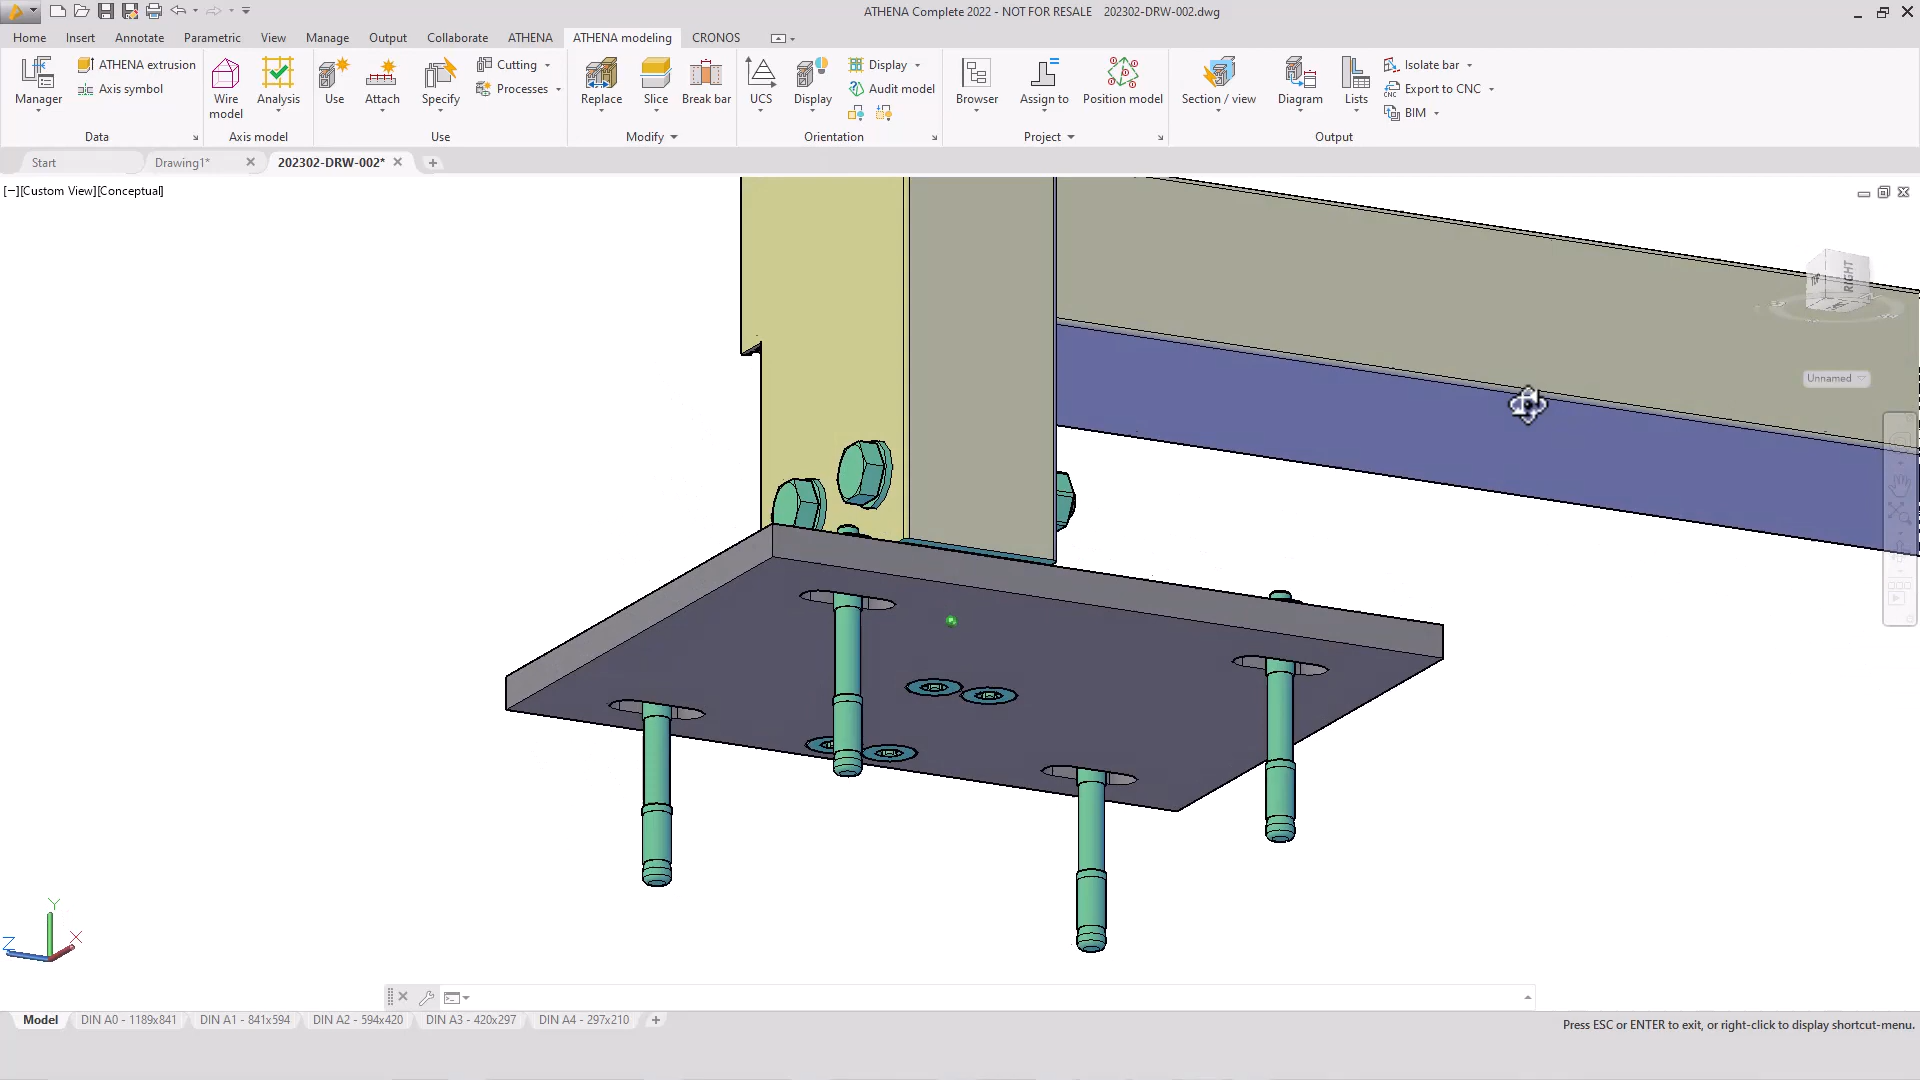 ATHENA Complete 2022 - NOT FOR RESALE 202302-DRW-002.dwg
Home Insert Annotate Parametric View Manage Output Collaborate ATHENA ATHENA modeling CRONOS
Manager
ATHENA extrusion
Axis symbol
Data
Wire model
Analysis
Axis model
Use
Attach
Specify
Cutting
Processes
Use
Replace
Slice
Break bar
Modify
UCS
Display
Display
Audit model
Orientation
Browser
Assign to
Position model
Project
Section / view
Diagram
Lists
Isolate bar
Export to CNC
BIM
Output
Start Drawing1* 202302-DRW-002*
[−][Custom View][Conceptual]
RIGHT
Unnamed
Y
Z
X
Model DIN A0 - 1189x841 DIN A1 - 841x594 DIN A2 - 594x420 DIN A3 - 420x297 DIN A4 - 297x210
Press ESC or ENTER to exit, or right-click to display shortcut-menu.